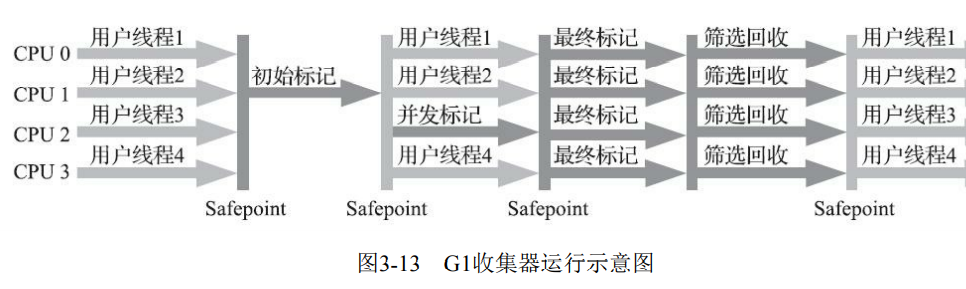 CPU 0 用户线程1 初始标记 用户线程1 最终标记 筛选回收 用户线程1
CPU 1 用户线程2 用户线程2 最终标记 筛选回收 用户线程2
CPU 2 用户线程3 并发标记 最终标记 筛选回收 用户线程3
CPU 3 用户线程4 用户线程4 最终标记 筛选回收 用户线程4
Safepoint Safepoint Safepoint Safepoint
图3-13 G1收集器运行示意图